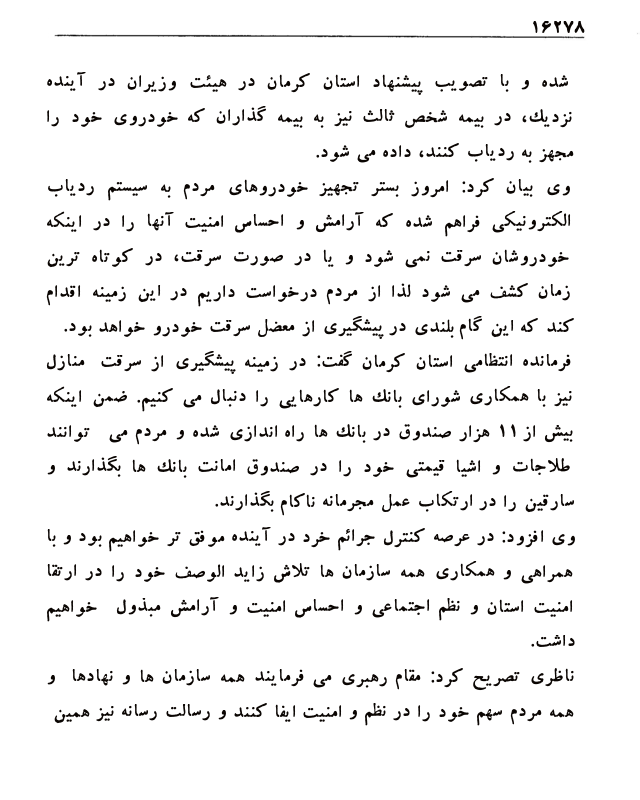 ۱۶۲۷۸
شده و با تصویب پیشنهاد استان کرمان در هیئت وزیران در آینده
نزدیك، در بیمه شخص ثالث نیز به بیمه گذاران که خودروی خود را
مجهز به ردیاب کنند، داده می شود.
وی بیان کرد: امروز بستر تجهیز خودروهای مردم به سیستم ردیاب
الکترونیکی فراهم شده که آرامش و احساس امنیت آنها را در اینکه
خودروشان سرقت نمی شود و یا در صورت سرقت، در کوتاه ترین
زمان کشف می شود لذا از مردم درخواست داریم در این زمینه اقدام
کند که این گام بلندی در پیشگیری از معضل سرقت خودرو خواهد بود.
فرمانده انتظامی استان کرمان گفت: در زمینه پیشگیری از سرقت منازل
نیز با همکاری شورای بانك ها کارهایی را دنبال می کنیم. ضمن اینکه
بیش از ۱۱ هزار صندوق در بانك ها راه اندازی شده و مردم می توانند
طلاجات و اشیا قیمتی خود را در صندوق امانت بانك ها بگذارند و
سارقین را در ارتکاب عمل مجرمانه ناکام بگذارند.
وی افزود: در عرصه کنترل جرائم خرد در آینده موفق تر خواهیم بود و با
همراهی و همکاری همه سازمان ها تلاش زاید الوصف خود را در ارتقا
امنیت استان و نظم اجتماعی و احساس امنیت و آرامش مبذول خواهیم
داشت.
ناظری تصریح کرد: مقام رهبری می فرمایند همه سازمان ها و نهادها و
همه مردم سهم خود را در نظم و امنیت ایفا کنند و رسالت رسانه نیز همین